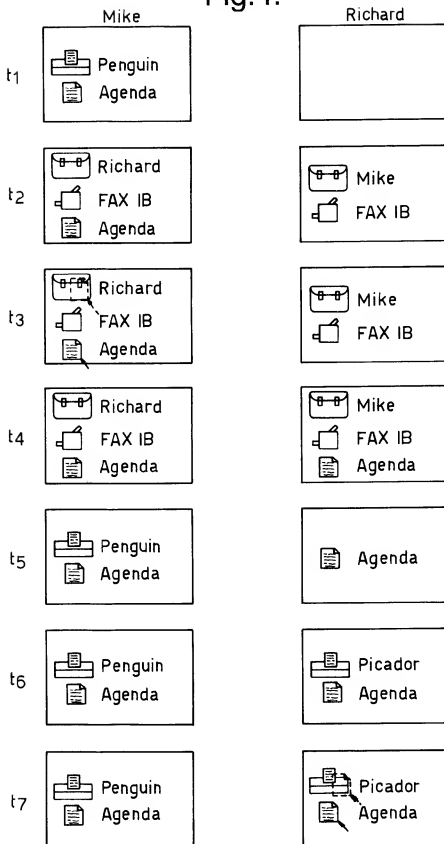 Fig. 1.
Mike Richard
t1
Penguin
Agenda
t2
Richard
FAX IB
Agenda
Mike
FAX IB
t3
Richard
FAX IB
Agenda
Mike
FAX IB
t4
Richard
FAX IB
Agenda
Mike
FAX IB
Agenda
t5
Penguin
Agenda
Agenda
t6
Penguin
Agenda
Picador
Agenda
t7
Penguin
Agenda
Picador
Agenda